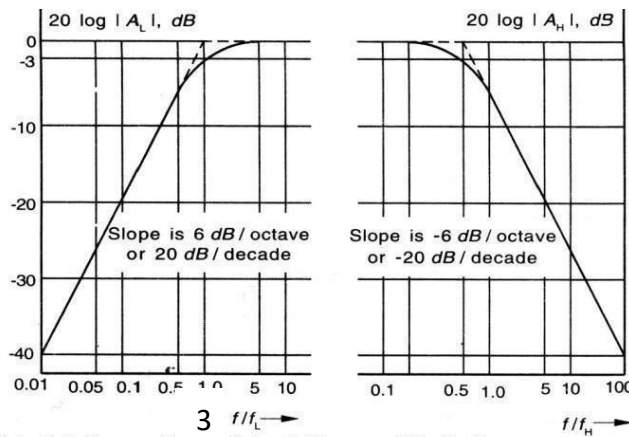 20 log | A_L |, dB
0
-3
-10
-20
-30
-40
Slope is 6 dB / octave
or 20 dB / decade
0.01 0.05 0.1 0.5 1.0 5 10
3 f/f_L
20 log | A_H |, dB
Slope is -6 dB / octave
or -20 dB / decade
0.1 0.5 1.0 5 10 100
f/f_H